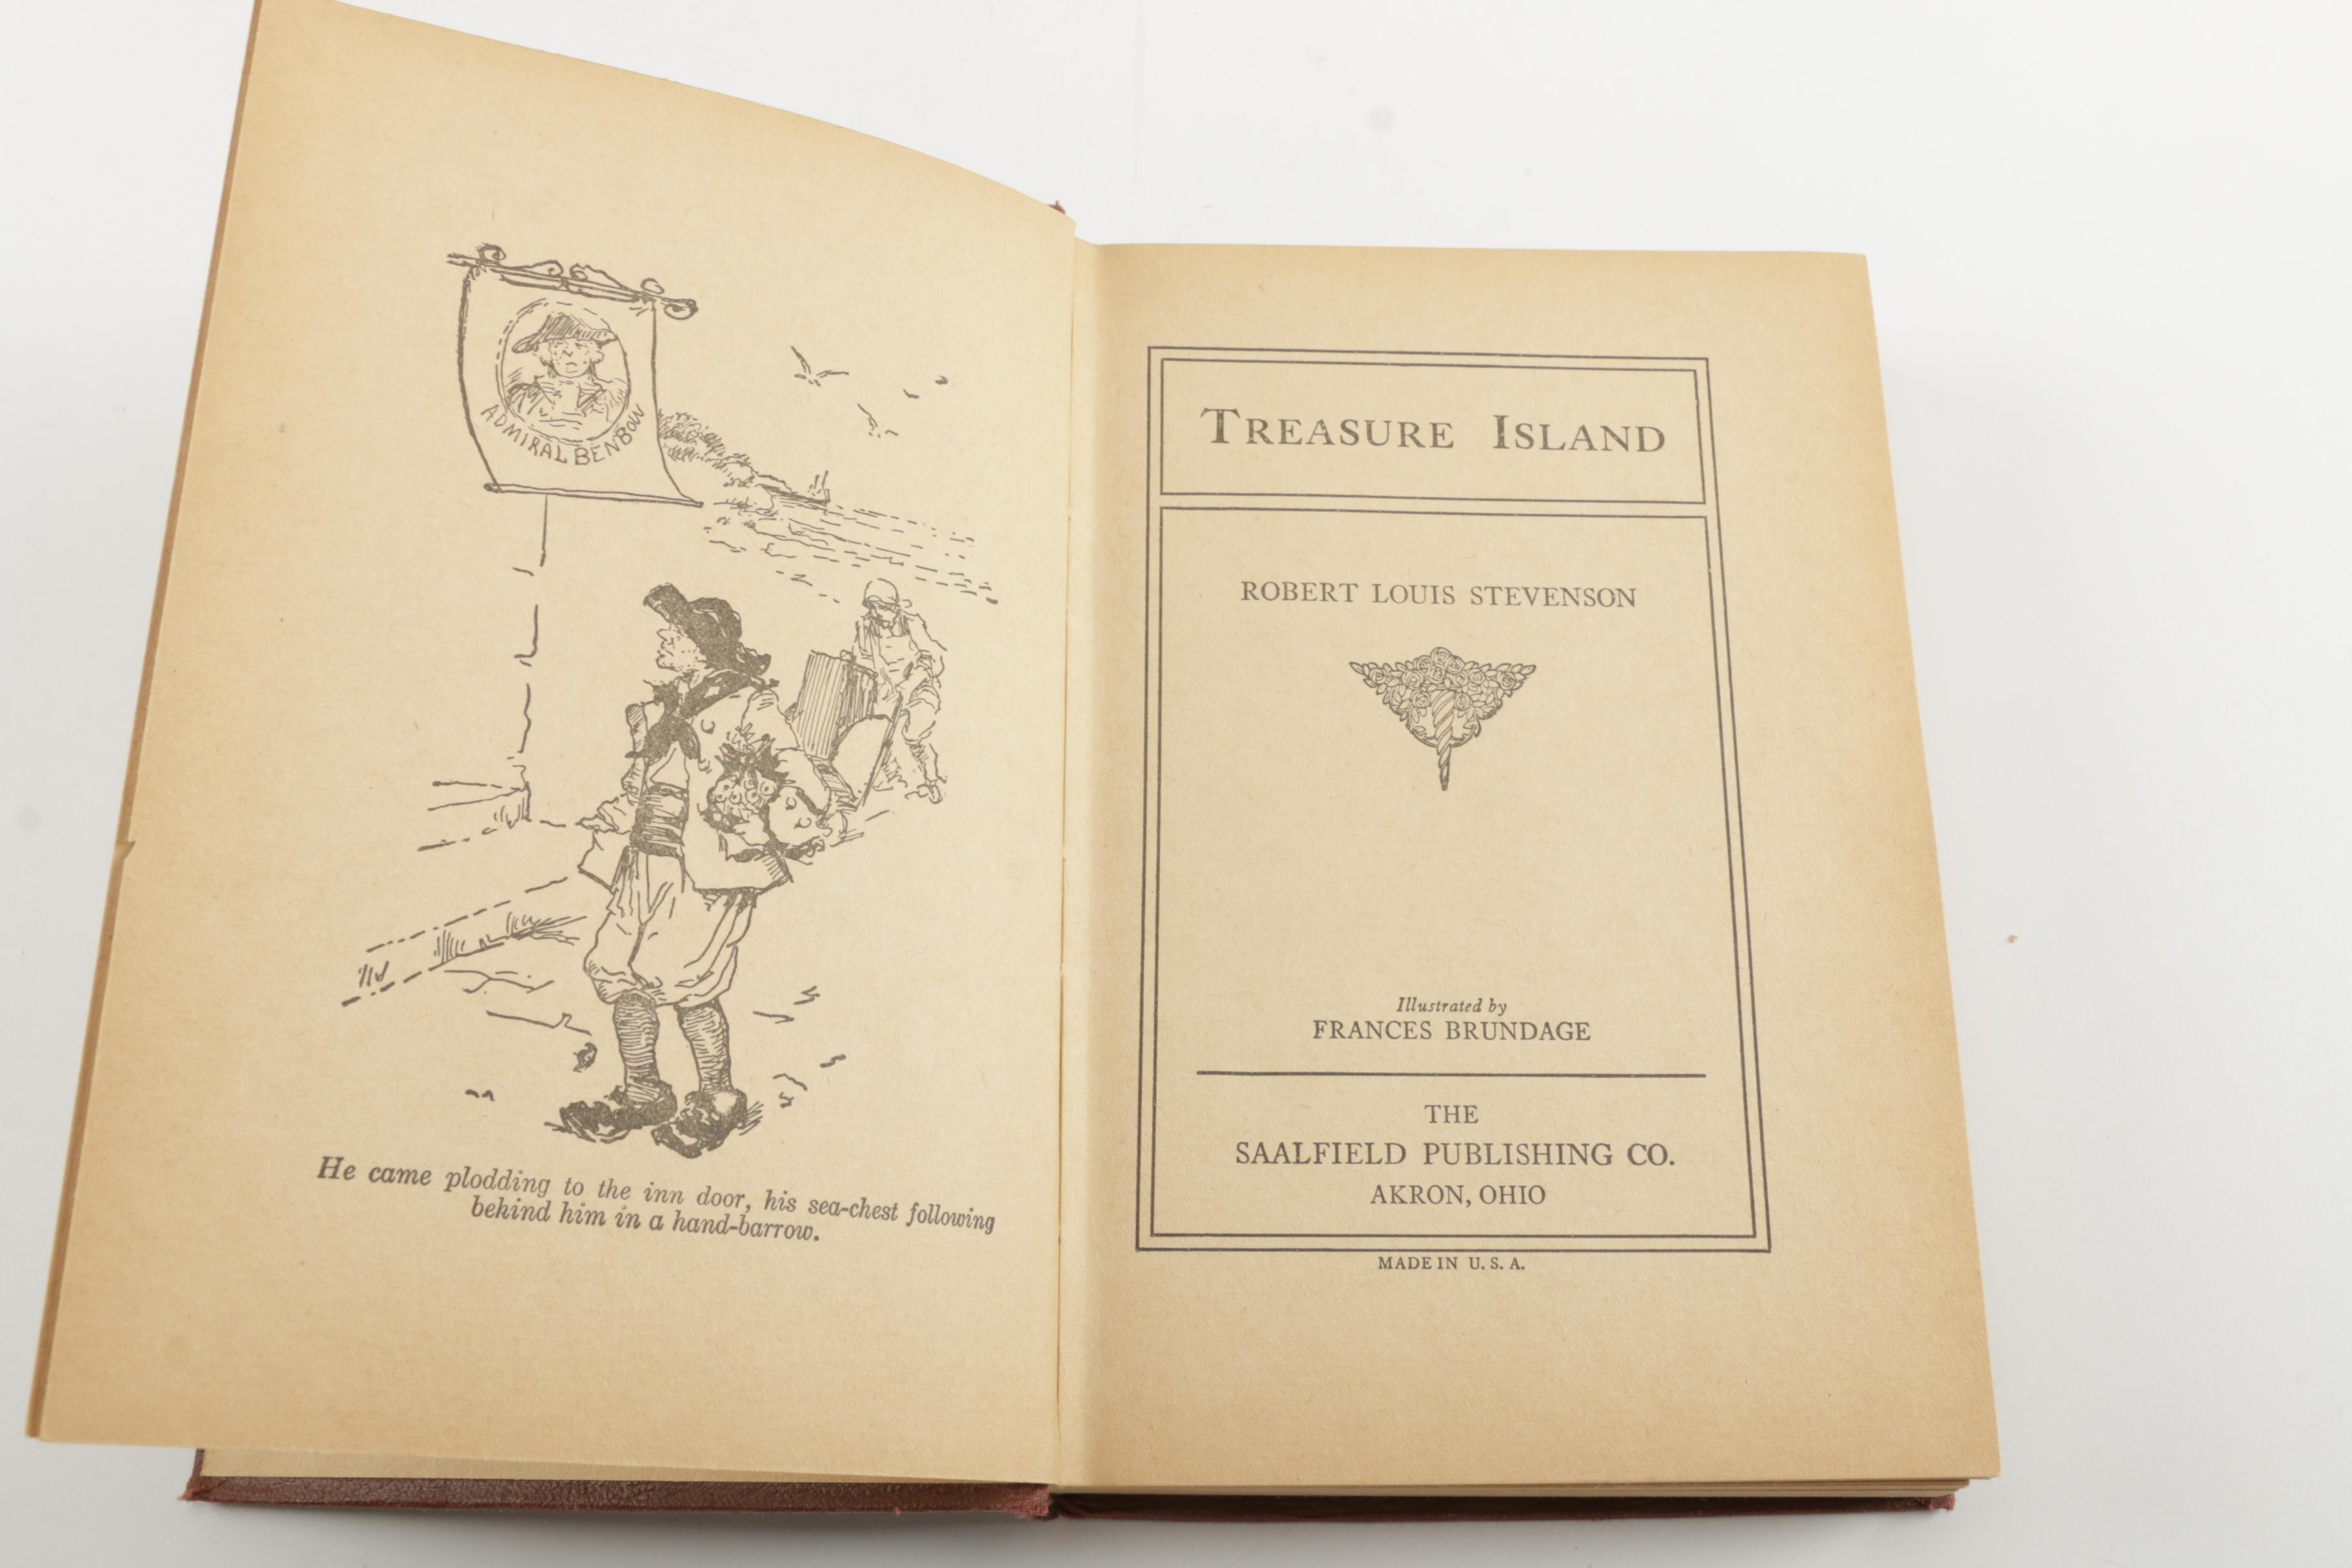 ADMIRAL BENBOW
He came plodding to the inn door, his sea-chest following
behind him in a hand-barrow.
TREASURE ISLAND
ROBERT LOUIS STEVENSON
Illustrated by
FRANCES BRUNDAGE
THE
SAALFIELD PUBLISHING CO.
AKRON, OHIO
MADE IN U. S. A.